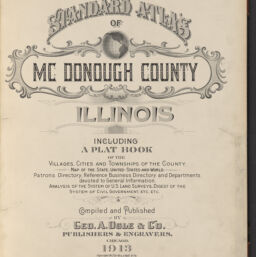 STANDARD ATLAS
OF
MC DONOUGH COUNTY
ILLINOIS
INCLUDING
A PLAT BOOK
OF THE
VILLAGES, CITIES AND TOWNSHIPS OF THE COUNTY.
MAP OF THE STATE, UNITED STATES AND WORLD.
Patrons Directory, Reference Business Directory and Departments
devoted to General Information.
ANALYSIS OF THE SYSTEM OF U.S. LAND SURVEYS, DIGEST OF THE
SYSTEM OF CIVIL GOVERNMENT ETC. ETC.
Compiled and Published
BY
GEO. A. OGLE & CO.
PUBLISHERS & ENGRAVERS.
CHICAGO.
1913